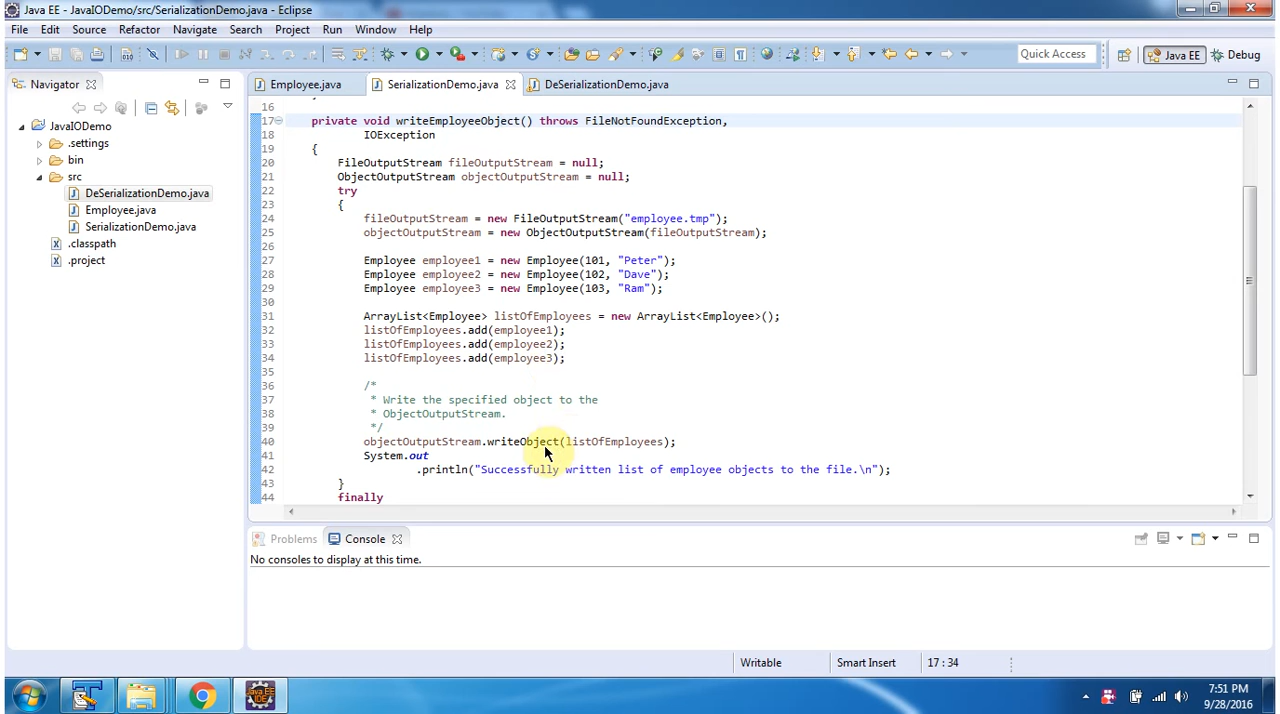 Java EE - JavaIODemo/src/SerializationDemo.java - Eclipse
File Edit Source Refactor Navigate Search Project Run Window Help
Quick Access
Java EE
Debug
Navigator
Employee.java
SerializationDemo.java
DeSerializationDemo.java
JavaIODemo
.settings
bin
src
DeSerializationDemo.java
Employee.java
SerializationDemo.java
.classpath
.project
16
17 private void writeEmployeeObject() throws FileNotFoundException,
18 IOException
19 {
20 FileOutputStream fileOutputStream = null;
21 ObjectOutputStream objectOutputStream = null;
22 try
23 {
24 fileOutputStream = new FileOutputStream("employee.tmp");
25 objectOutputStream = new ObjectOutputStream(fileOutputStream);
26
27 Employee employee1 = new Employee(101, "Peter");
28 Employee employee2 = new Employee(102, "Dave");
29 Employee employee3 = new Employee(103, "Ram");
30
31 ArrayList<Employee> listOfEmployees = new ArrayList<Employee>();
32 listOfEmployees.add(employee1);
33 listOfEmployees.add(employee2);
34 listOfEmployees.add(employee3);
35
36 /*
37 * Write the specified object to the
38 * ObjectOutputStream.
39 */
40 objectOutputStream.writeObject(listOfEmployees);
41 System.out
42 .println("Successfully written list of employee objects to the file.\n");
43 }
44 finally
Problems
Console
No consoles to display at this time.
Writable
Smart Insert
17 : 34
7:51 PM
9/28/2016